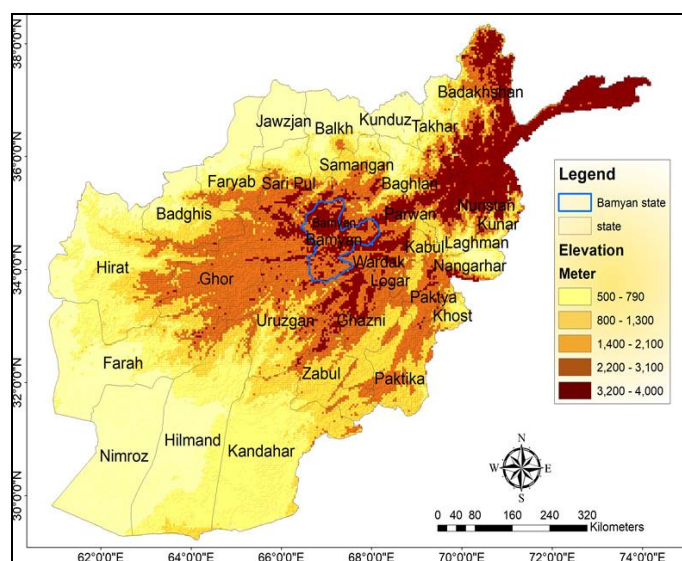 38°0'0"N
36°0'0"N
34°0'0"N
32°0'0"N
30°0'0"N
Badakhshan
Jawzjan
Balkh
Kunduz
Takhar
Samangan
Faryab
Sari Pul
Baghlan
Badghis
Bamyan
Parwan
Nuristan
Kunar
Bamyan
Kabul
Laghman
Hirat
Ghor
Wardak
Nangarhar
Logar
Paktya
Uruzgan
Ghazni
Khost
Farah
Zabul
Paktika
Nimroz
Hilmand
Kandahar
Legend
Bamyan state
state
Elevation
Meter
500 - 790
800 - 1,300
1,400 - 2,100
2,200 - 3,100
3,200 - 4,000
N
W
E
S
0 40 80 160 240 320
Kilometers
62°0'0"E 64°0'0"E 66°0'0"E 68°0'0"E 70°0'0"E 72°0'0"E 74°0'0"E